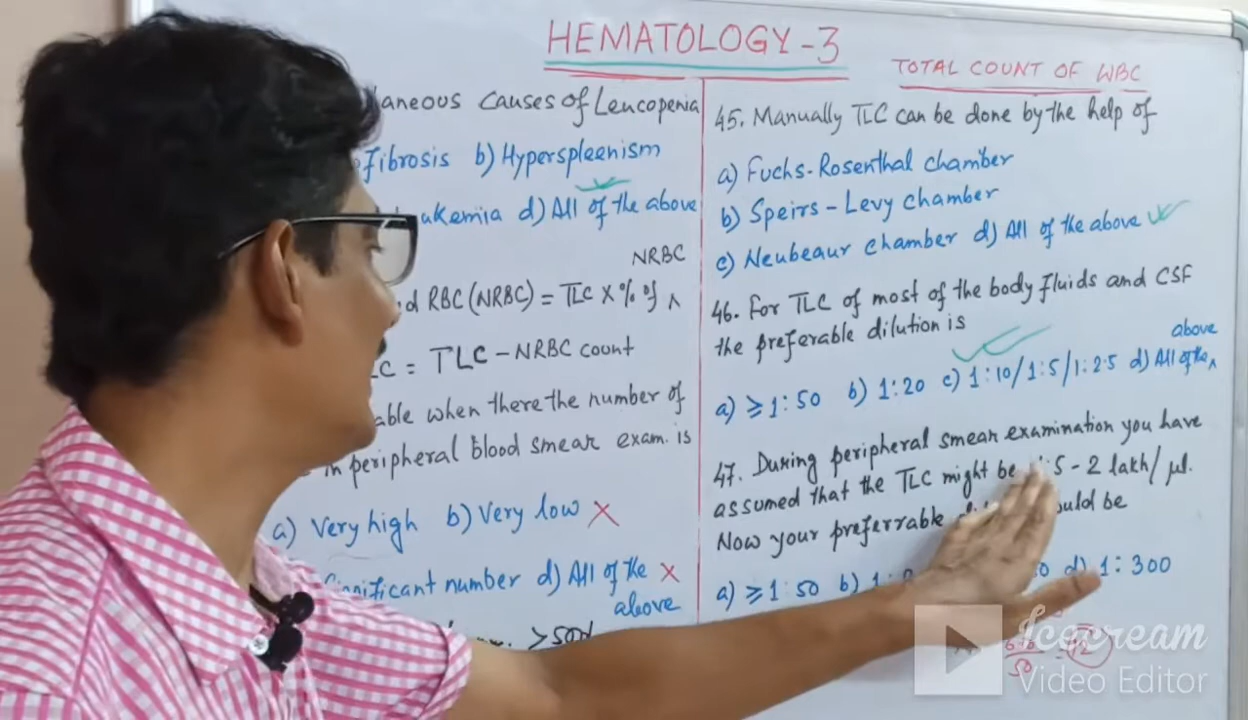 HEMATOLOGY-3
TOTAL COUNT OF WBC
laneous Causes of Leucopenia
fibrosis b) Hyperspleenism
ukemia d) All of the above
NRBC
d RBC (NRBC) = TLC X % of ^
C = TLC - NRBC count
able when there the number of
in peripheral blood smear exam. is
a) Very high b) Very low X
Significant number d) All of the X
above
45. Manually TLC can be done by the help of
a) Fuchs-Rosenthal chamber
b) Speirs-Levy chamber
c) Neubeaur chamber d) All of the above
46. For TLC of most of the body fluids and CSF
the preferable dilution is
above
a) ≥ 1:50 b) 1:20 c) 1:10/1:5/1:2.5 d) All of the ^
47. During peripheral smear examination you have
assumed that the TLC might be 5 - 2 lakh/µl.
Now your preferrable ould be
a) ≥ 1:50 b) 1: 0 d) 1:300
50
Icecream
Video Editor